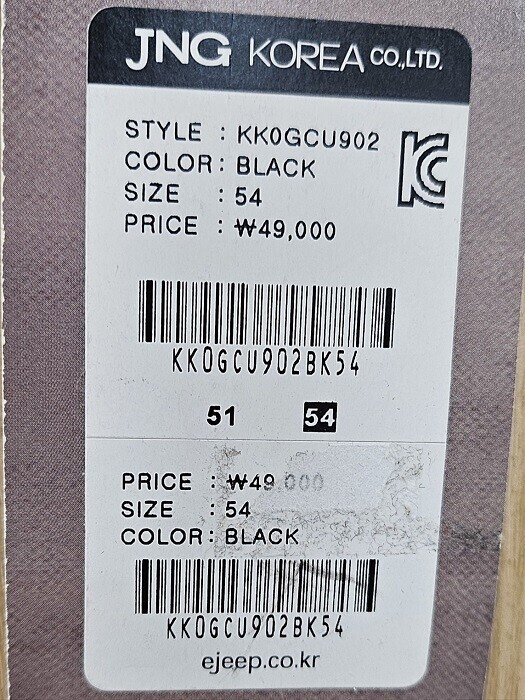 JNG KOREA CO.,LTD.
STYLE : KK0GCU902
COLOR : BLACK
SIZE : 54
PRICE : ₩49,000
KK0GCU902BK54
51 54
PRICE : ₩49,000
SIZE : 54
COLOR : BLACK
KK0GCU902BK54
ejeep.co.kr